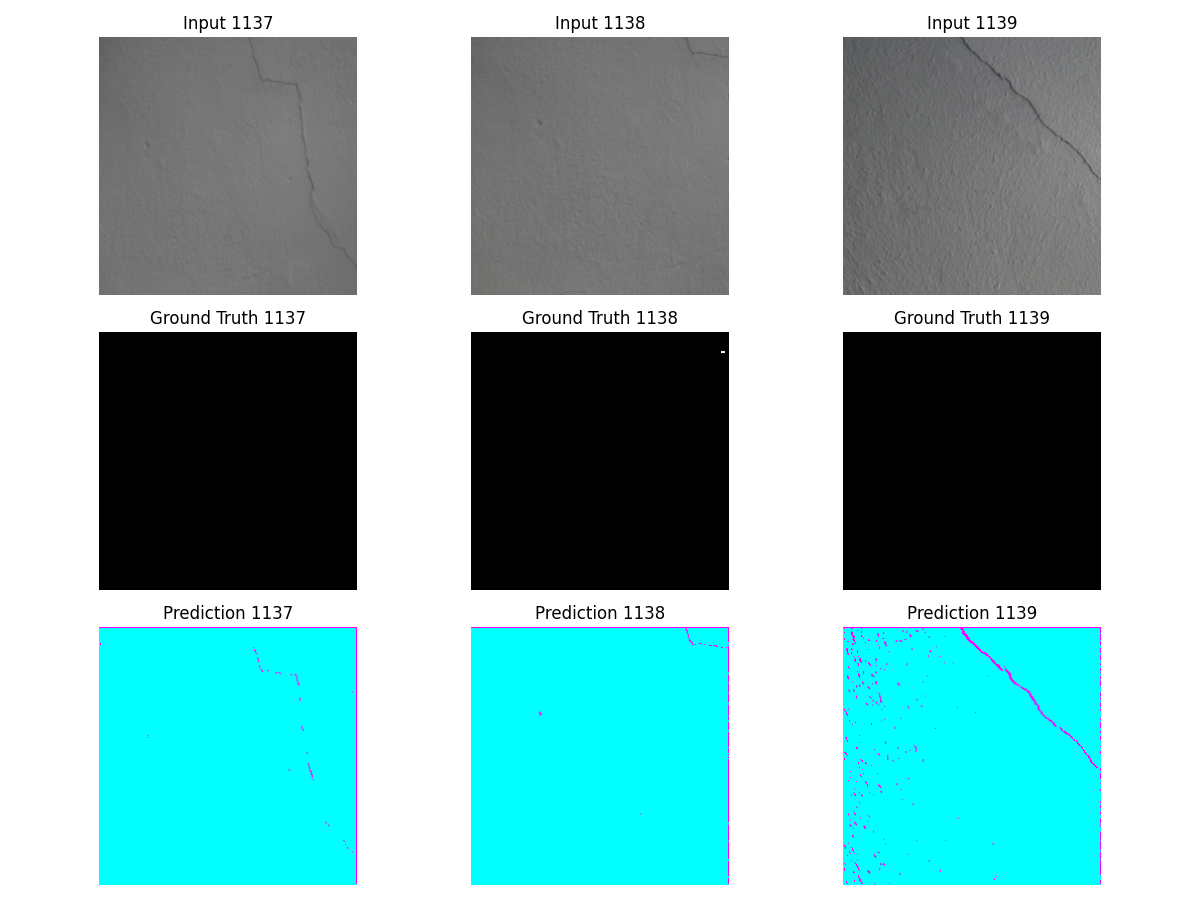 Input 1137
Input 1138
Input 1139
Ground Truth 1137
Ground Truth 1138
Ground Truth 1139
Prediction 1137
Prediction 1138
Prediction 1139